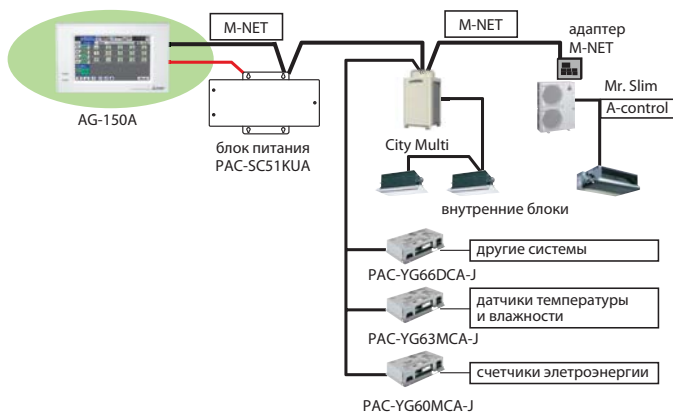 M-NET
M-NET
адаптер
M-NET
AG-150A
блок питания
PAC-SC51KUA
City Multi
Mr. Slim
A-control
внутренние блоки
другие системы
PAC-YG66DCA-J
датчики температуры
и влажности
PAC-YG63MCA-J
счетчики элетроэнергии
PAC-YG60MCA-J